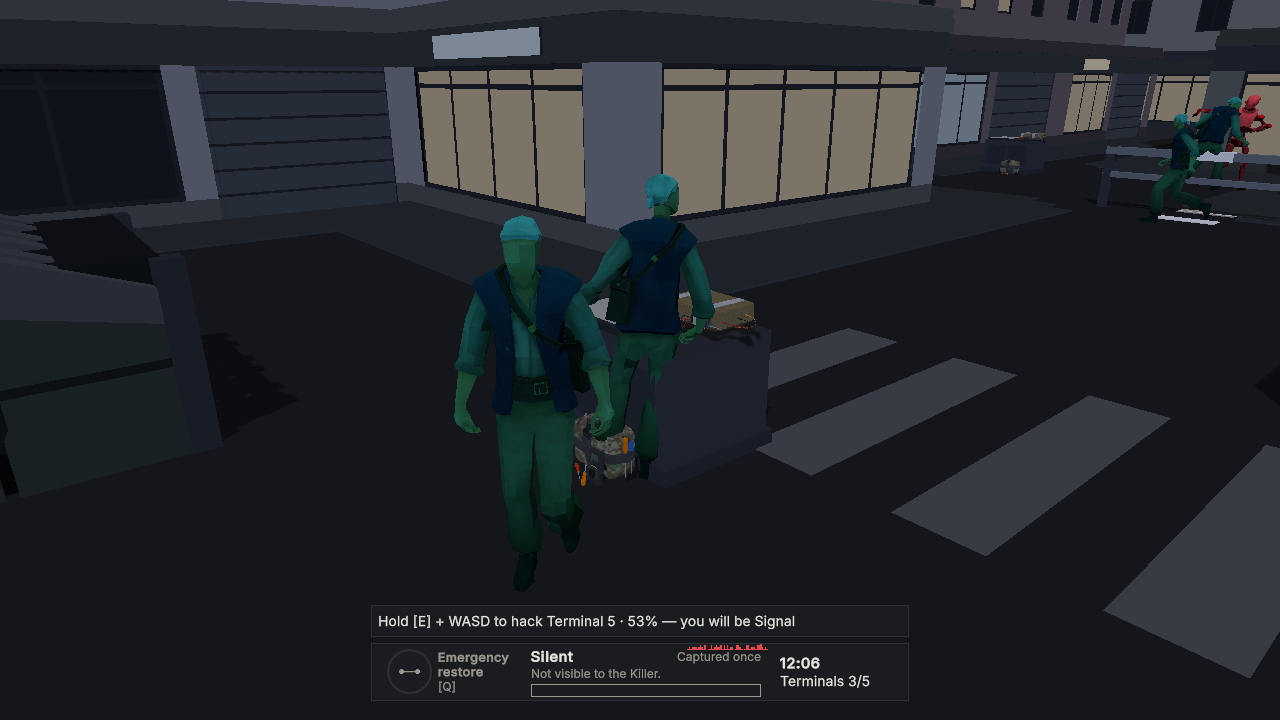 Hold [E] + WASD to hack Terminal 5 · 53% — you will be Signal
Emergency
restore
[Q]
Silent
Not visible to the Killer.
Captured once
12:06
Terminals 3/5